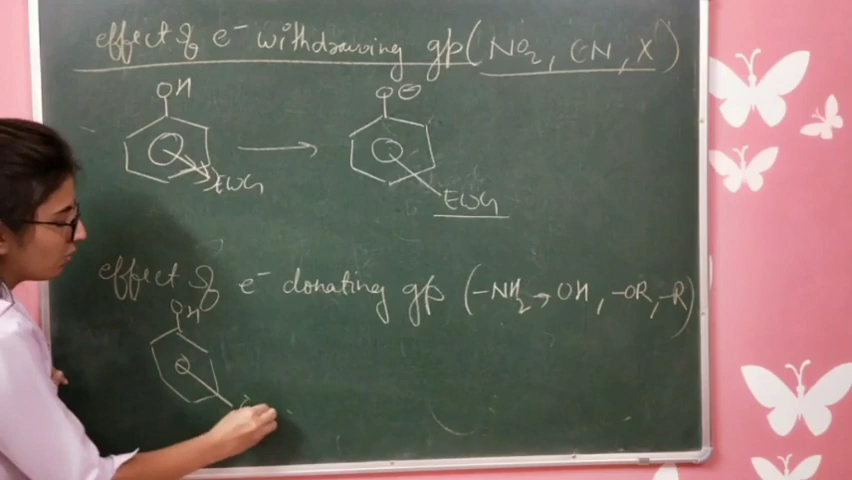 effect of e⁻ withdrawing gp (NO₂, CN, X)
OH
O⊖
EWG
EWG
effect of e⁻ donating gp (-NH₂, OH, -OR, -R)
OH